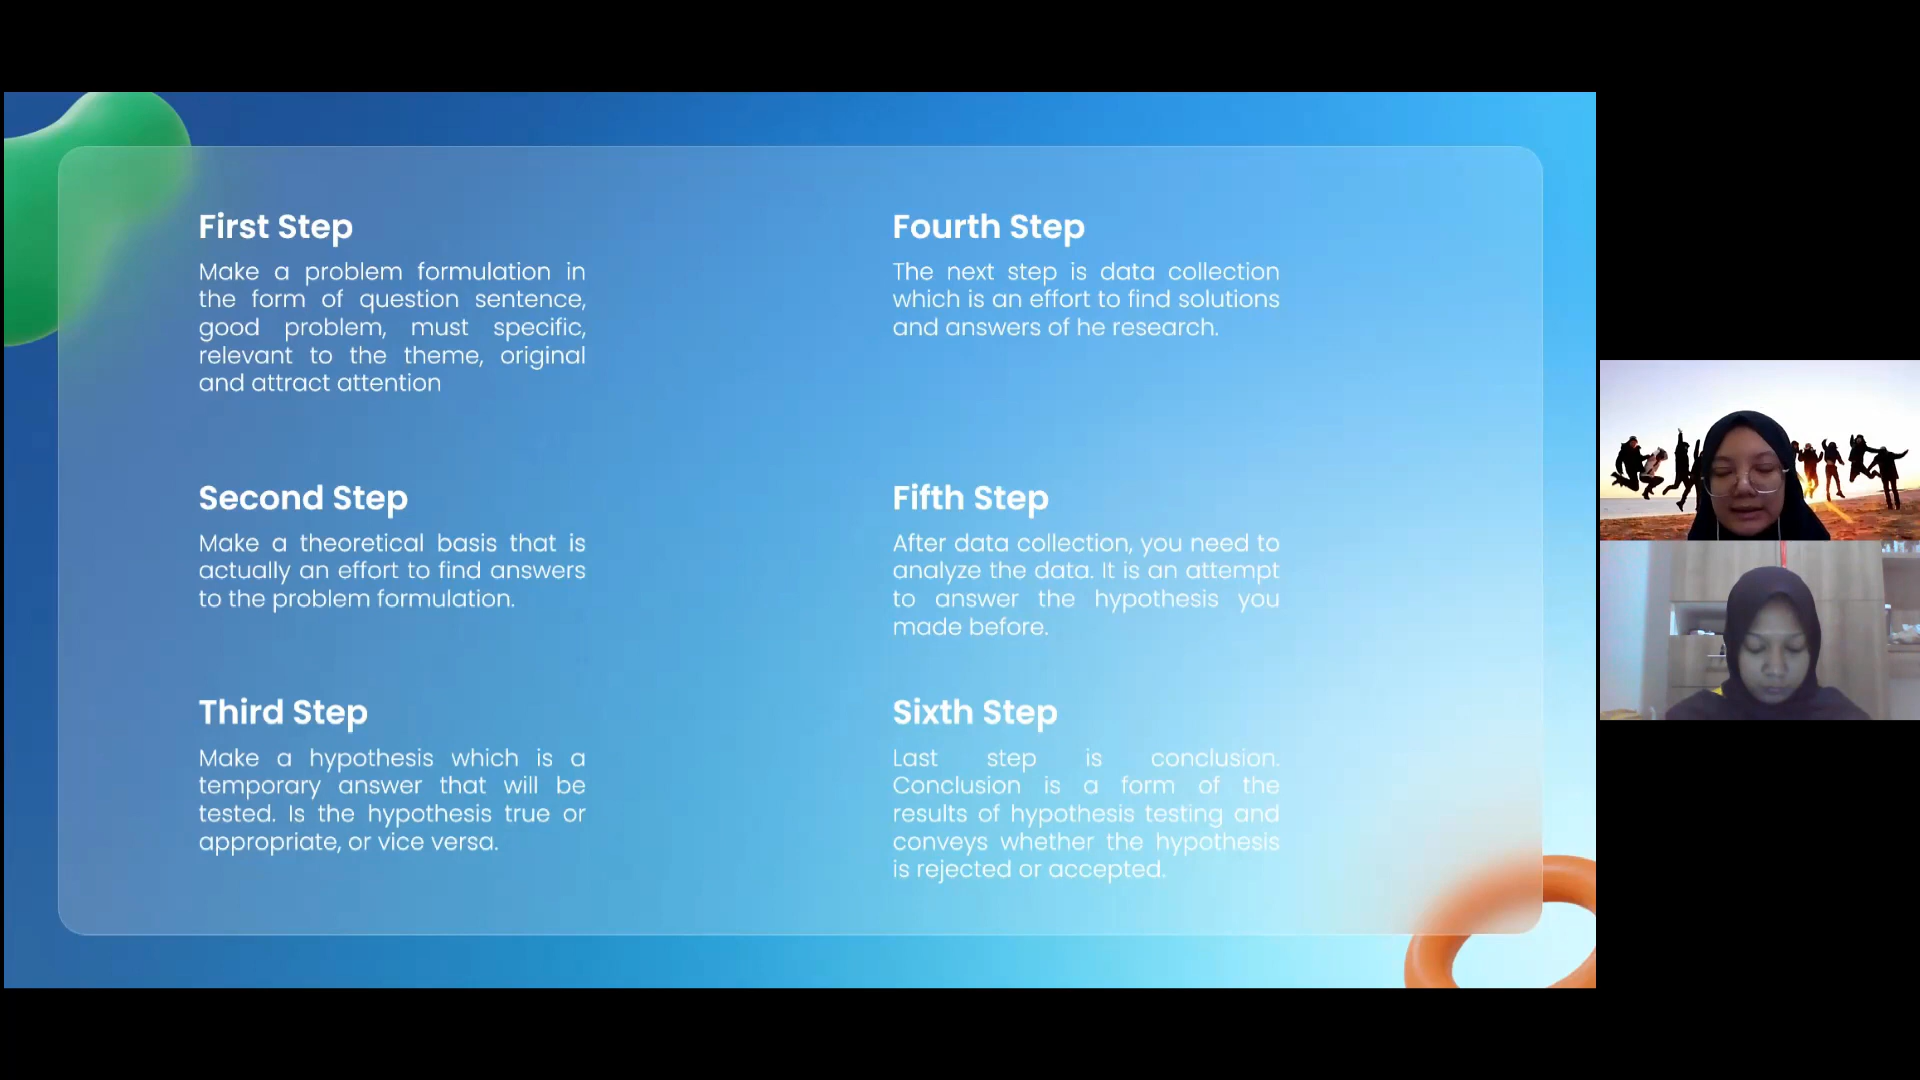 First Step
Make a problem formulation in
the form of question sentence,
good problem, must specific,
relevant to the theme, original
and attract attention
Second Step
Make a theoretical basis that is
actually an effort to find answers
to the problem formulation.
Third Step
Make a hypothesis which is a
temporary answer that will be
tested. Is the hypothesis true or
appropriate, or vice versa.
Fourth Step
The next step is data collection
which is an effort to find solutions
and answers of he research.
Fifth Step
After data collection, you need to
analyze the data. It is an attempt
to answer the hypothesis you
made before.
Sixth Step
Last step is conclusion.
Conclusion is a form of the
results of hypothesis testing and
conveys whether the hypothesis
is rejected or accepted.